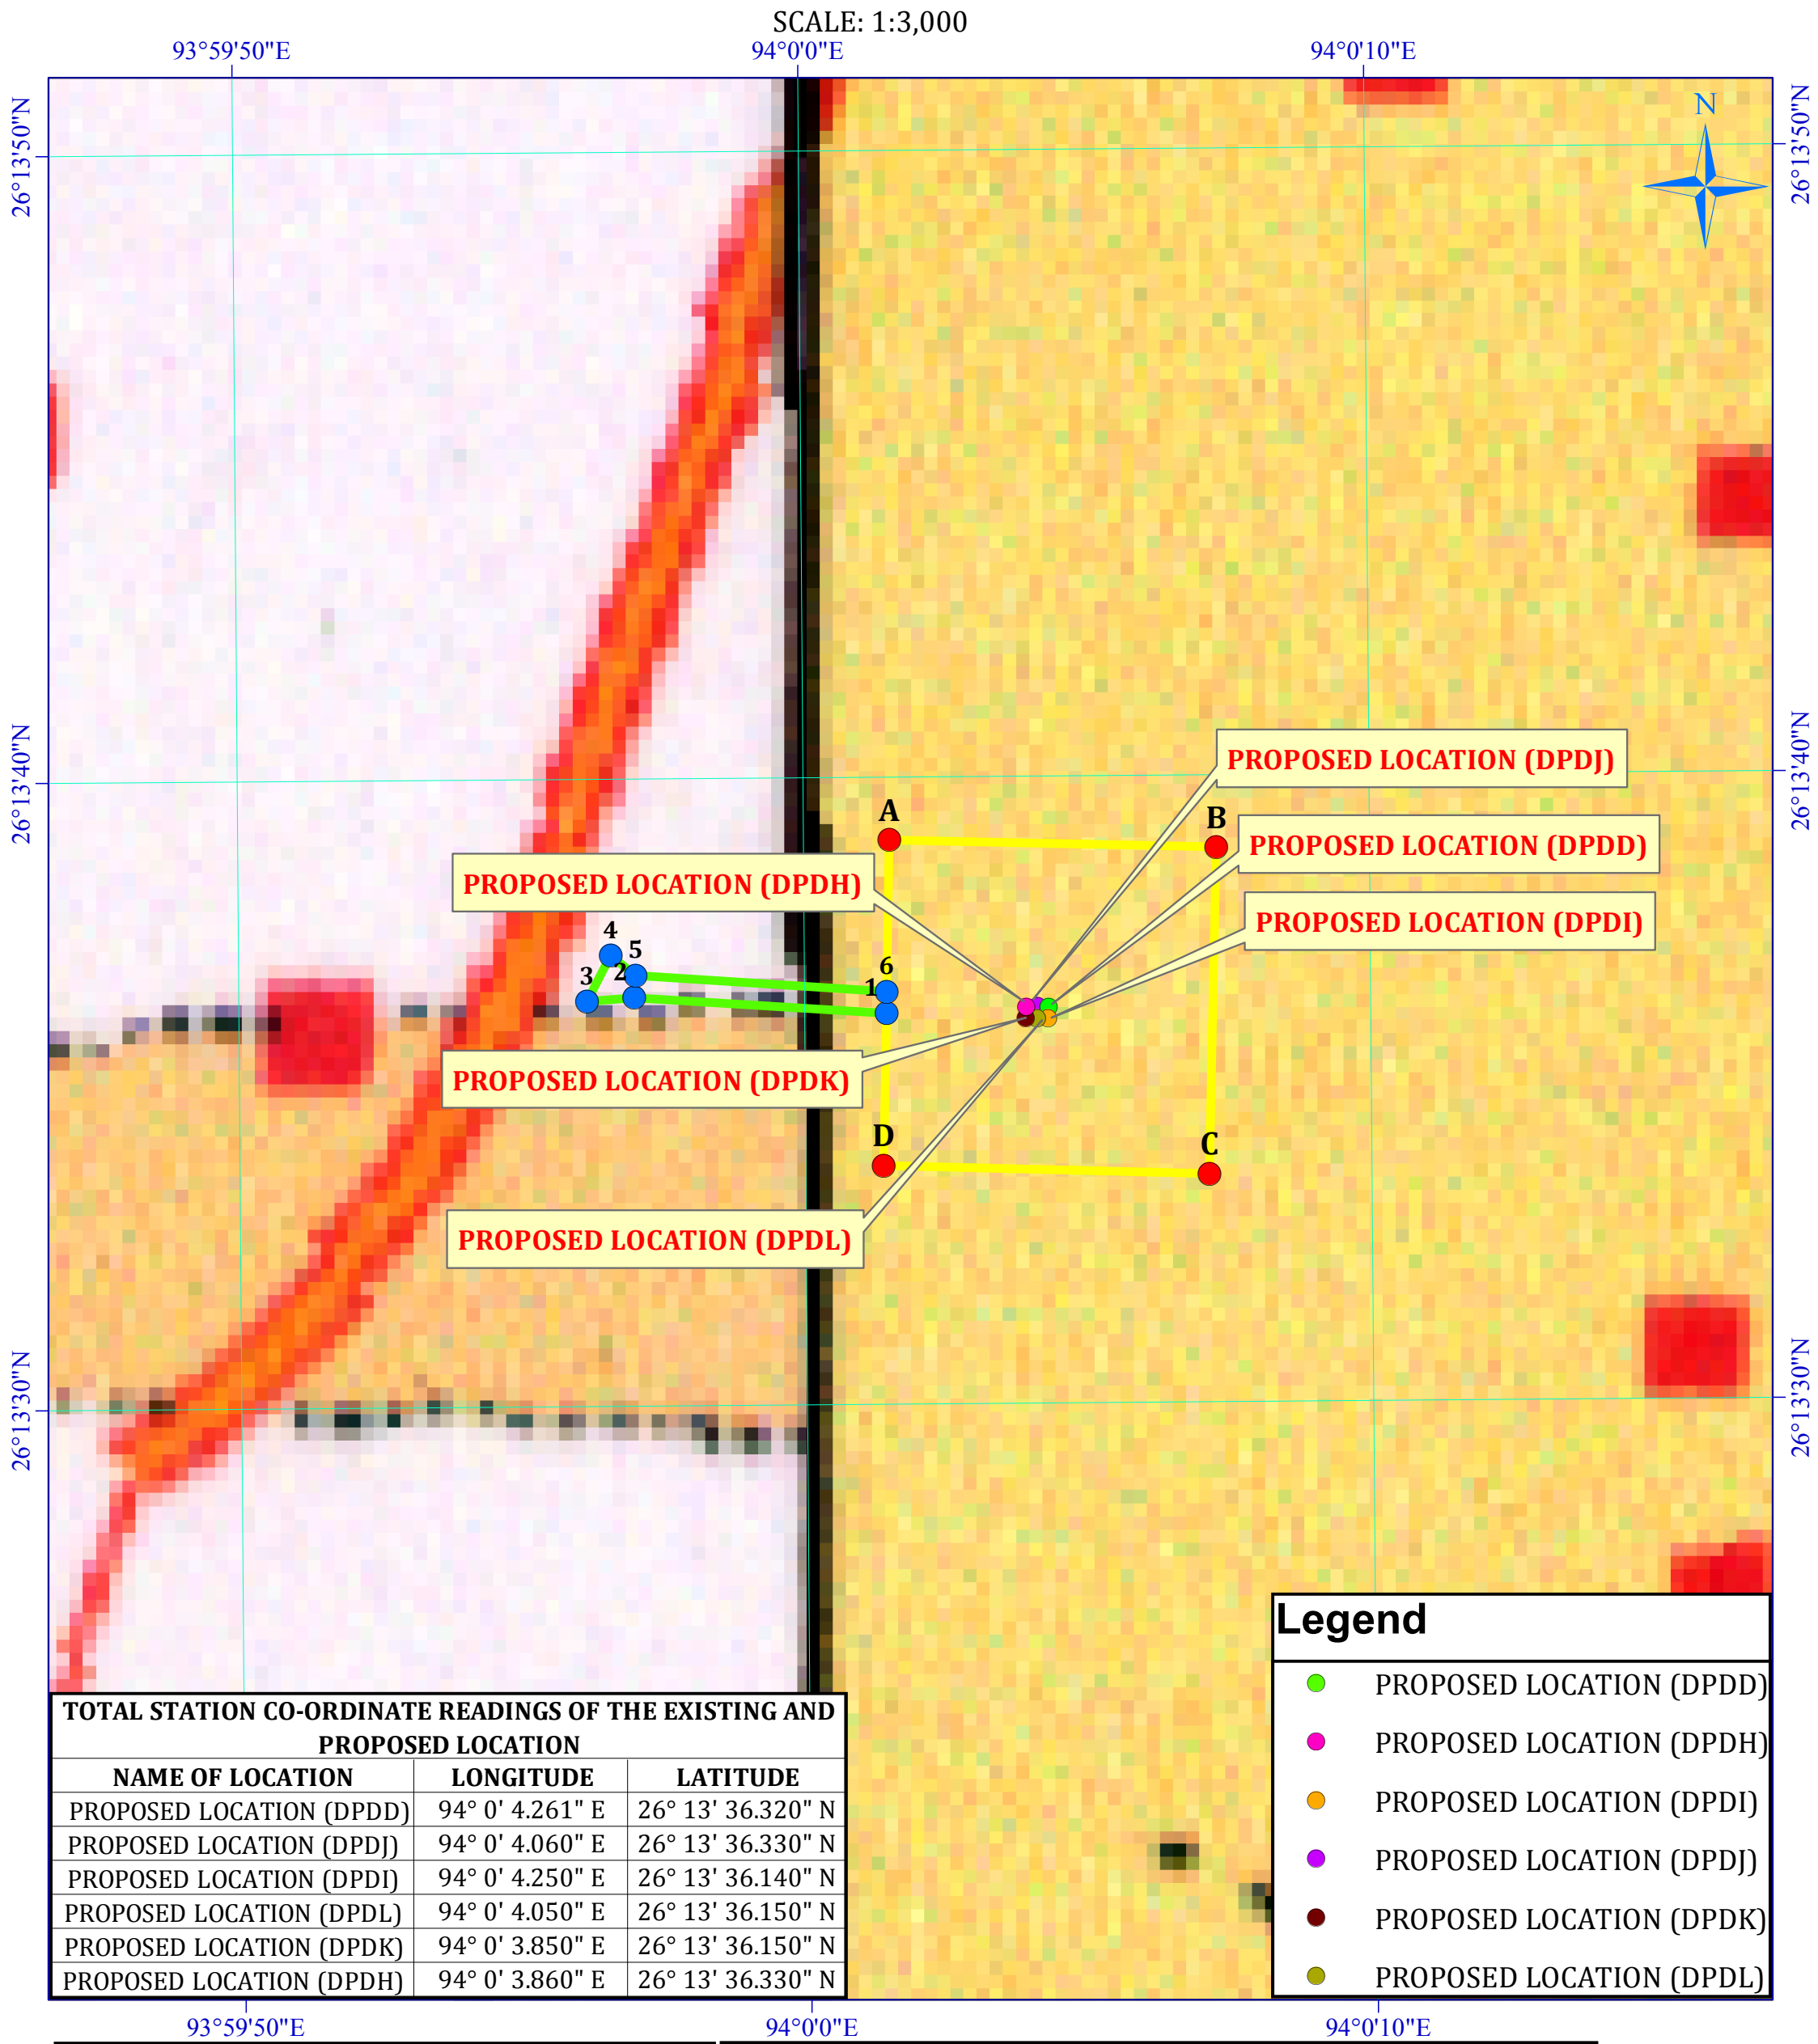 SCALE: 1:3,000
93°59'50"E 94°0'0"E 94°0'10"E
26°13'50"N 26°13'50"N
N
26°13'40"N 26°13'40"N
PROPOSED LOCATION (DPDJ)
A
B
PROPOSED LOCATION (DPDD)
PROPOSED LOCATION (DPDH)
PROPOSED LOCATION (DPDI)
4
5
6
3 2
1
PROPOSED LOCATION (DPDK)
D
C
PROPOSED LOCATION (DPDL)
26°13'30"N 26°13'30"N
Legend
PROPOSED LOCATION (DPDD)
PROPOSED LOCATION (DPDH)
PROPOSED LOCATION (DPDI)
PROPOSED LOCATION (DPDJ)
PROPOSED LOCATION (DPDK)
PROPOSED LOCATION (DPDL)
TOTAL STATION CO-ORDINATE READINGS OF THE EXISTING AND
PROPOSED LOCATION
NAME OF LOCATION LONGITUDE LATITUDE
PROPOSED LOCATION (DPDD) 94° 0' 4.261" E 26° 13' 36.320" N
PROPOSED LOCATION (DPDJ) 94° 0' 4.060" E 26° 13' 36.330" N
PROPOSED LOCATION (DPDI) 94° 0' 4.250" E 26° 13' 36.140" N
PROPOSED LOCATION (DPDL) 94° 0' 4.050" E 26° 13' 36.150" N
PROPOSED LOCATION (DPDK) 94° 0' 3.850" E 26° 13' 36.150" N
PROPOSED LOCATION (DPDH) 94° 0' 3.860" E 26° 13' 36.330" N
93°59'50"E 94°0'0"E 94°0'10"E